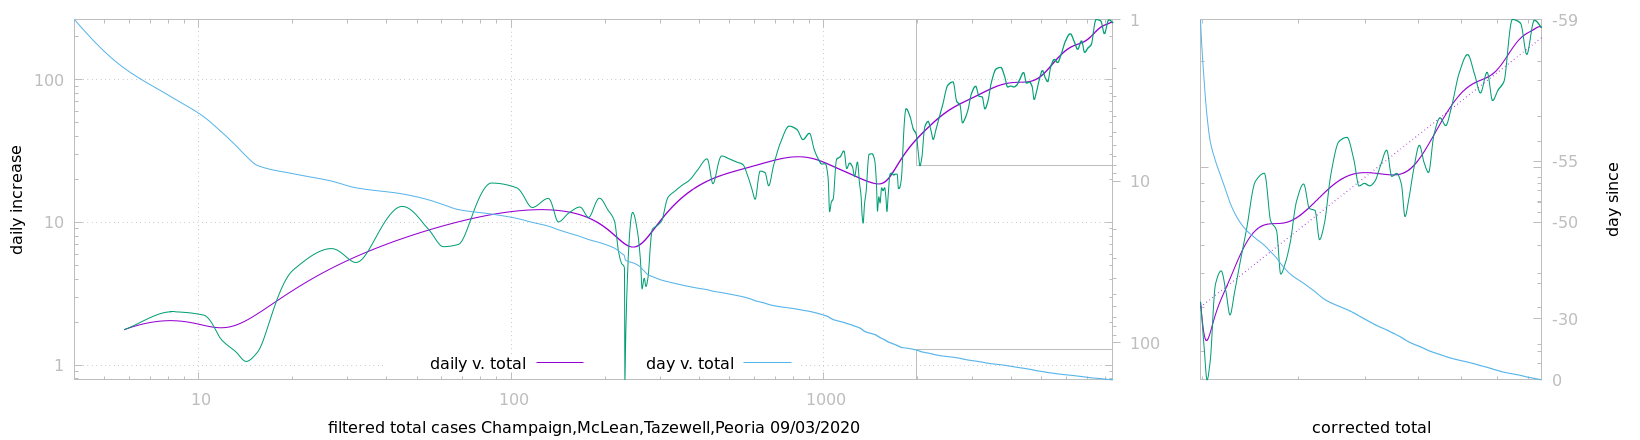 daily increase
100
10
1
daily v. total
day v. total
10
100
1000
1
10
100
filtered total cases Champaign,McLean,Tazewell,Peoria 09/03/2020
-59
-55
-50
-30
0
day since
corrected total